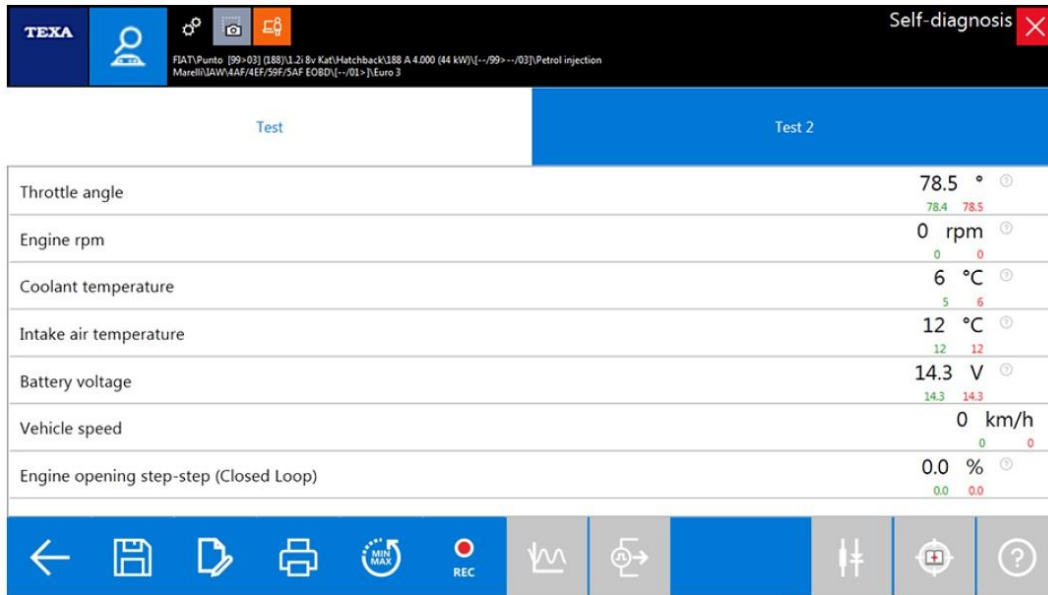 TEXA
Self-diagnosis
FIAT\Punto [99>03] (188)\1.2i 8v Kat\Hatchback\188 A 4.000 (44 kW)\[--/99>--/03]\Petrol injection
Marelli\IAW\4AF/4EF/59F/5AF EOBD\[--/01>]\Euro 3
Test
Test 2
Throttle angle
78.5 °
78.4 78.5
Engine rpm
0 rpm
0 0
Coolant temperature
6 °C
5 6
Intake air temperature
12 °C
12 12
Battery voltage
14.3 V
14.3 14.3
Vehicle speed
0 km/h
0 0
Engine opening step-step (Closed Loop)
0.0 %
0.0 0.0
MIN
MAX
REC